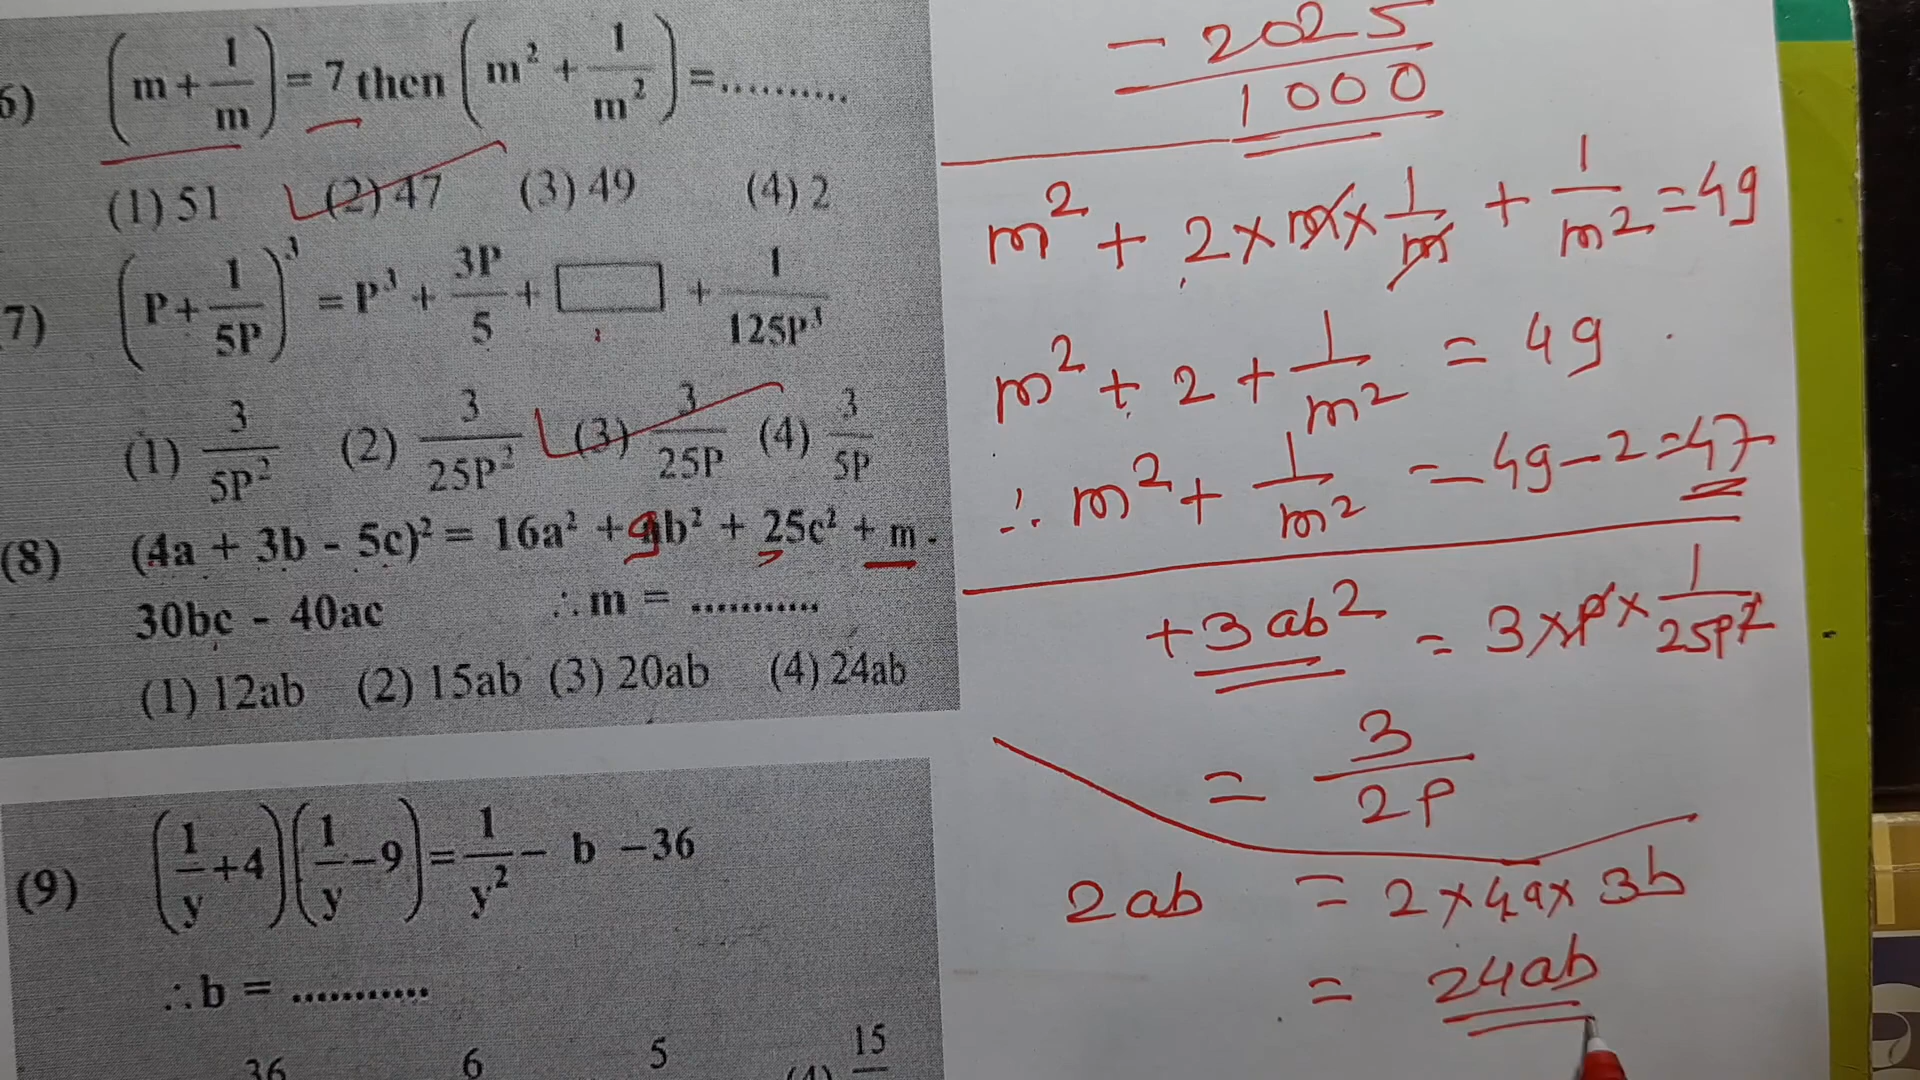 6) (m + 1/m) = 7 then (m² + 1/m²) = ..........
(1) 51 (2) 47 (3) 49 (4) 2
7) (P + 1/5P)³ = P³ + 3P/5 + □ + 1/125P³
(1) 3/5P² (2) 3/25P² (3) 3/25P (4) 3/5P
(8) (4a + 3b - 5c)² = 16a² + 9b² + 25c² + m -
30bc - 40ac ∴ m = ...........
(1) 12ab (2) 15ab (3) 20ab (4) 24ab
(9) (1/y + 4)(1/y - 9) = 1/y² - b - 36
∴ b = ...........
36 6 5 (4) 15
- 2025
1000
m² + 2 × m × 1/m + 1/m² = 49
m² + 2 + 1/m² = 49
∴ m² + 1/m² = 49 - 2 = 47
+ 3ab² = 3 × P × 1/25P²
= 3/2P
2ab = 2 × 4a × 3b
= 24ab